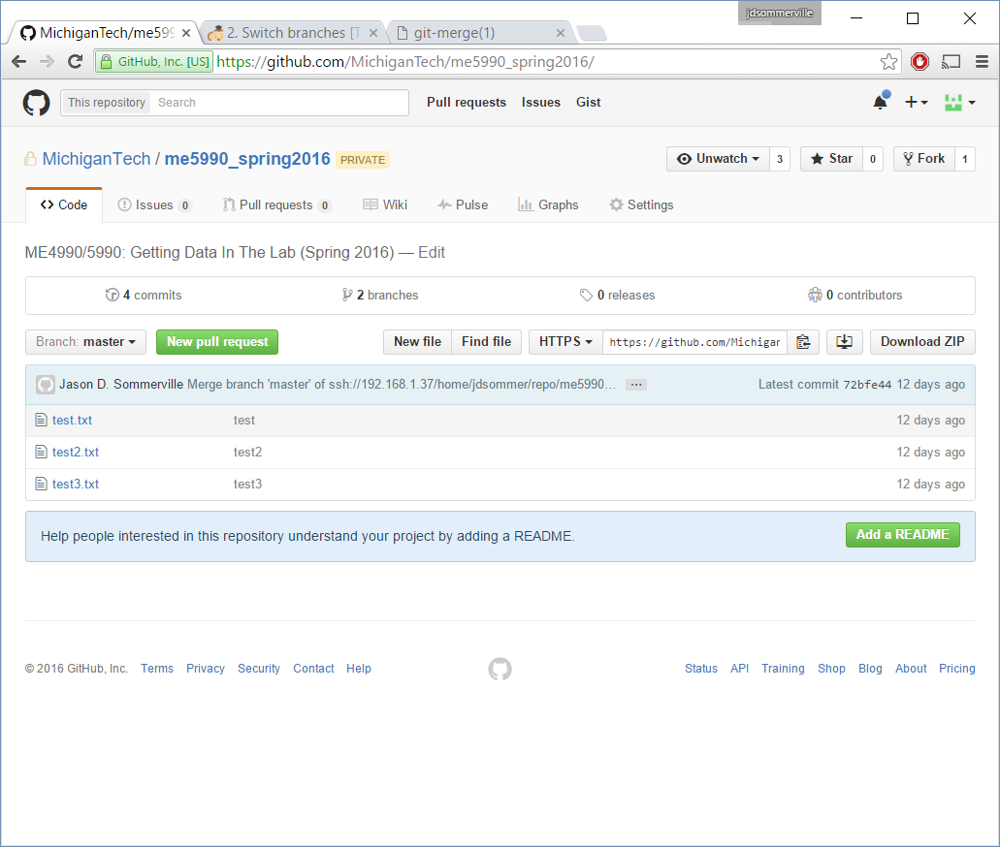 jdsommerville
MichiganTech/me599
2. Switch branches [T
git-merge(1)
GitHub, Inc. [US] https://github.com/MichiganTech/me5990_spring2016/
This repository Search Pull requests Issues Gist
MichiganTech / me5990_spring2016 PRIVATE Unwatch 3 Star 0 Fork 1
Code Issues 0 Pull requests 0 Wiki Pulse Graphs Settings
ME4990/5990: Getting Data In The Lab (Spring 2016) — Edit
4 commits 2 branches 0 releases 0 contributors
Branch: master New pull request New file Find file HTTPS https://github.com/Michigan Download ZIP
Jason D. Sommerville Merge branch 'master' of ssh://192.168.1.37/home/jdsommer/repo/me5990… … Latest commit 72bfe44 12 days ago
test.txt test 12 days ago
test2.txt test2 12 days ago
test3.txt test3 12 days ago
Help people interested in this repository understand your project by adding a README. Add a README
© 2016 GitHub, Inc. Terms Privacy Security Contact Help Status API Training Shop Blog About Pricing